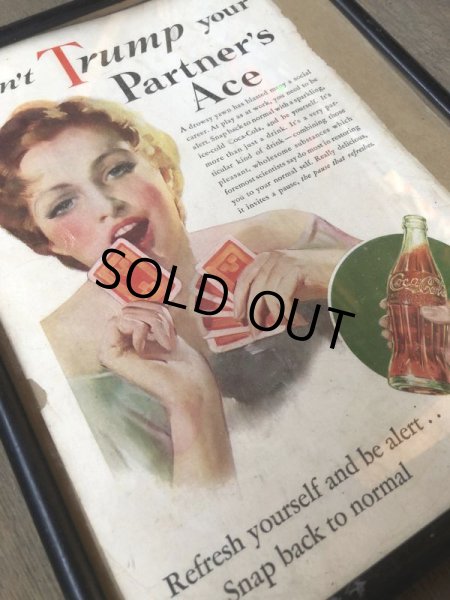 n't Trump your
Partner's
Ace
A drowsy yawn has blasted many a social
career. At play as at work, you need to be
alert. Snap back to normal with a sparkling,
ice-cold Coca-Cola, and be yourself. It's
more than just a drink. It's a very par-
ticular kind of drink—combining those
pleasant, wholesome substances which
foremost scientists say do most in restoring
you to your normal self. Really delicious,
it invites a pause, the pause that refreshes.
Coca-Cola
SOLD OUT
Refresh yourself and be alert . .
Snap back to normal